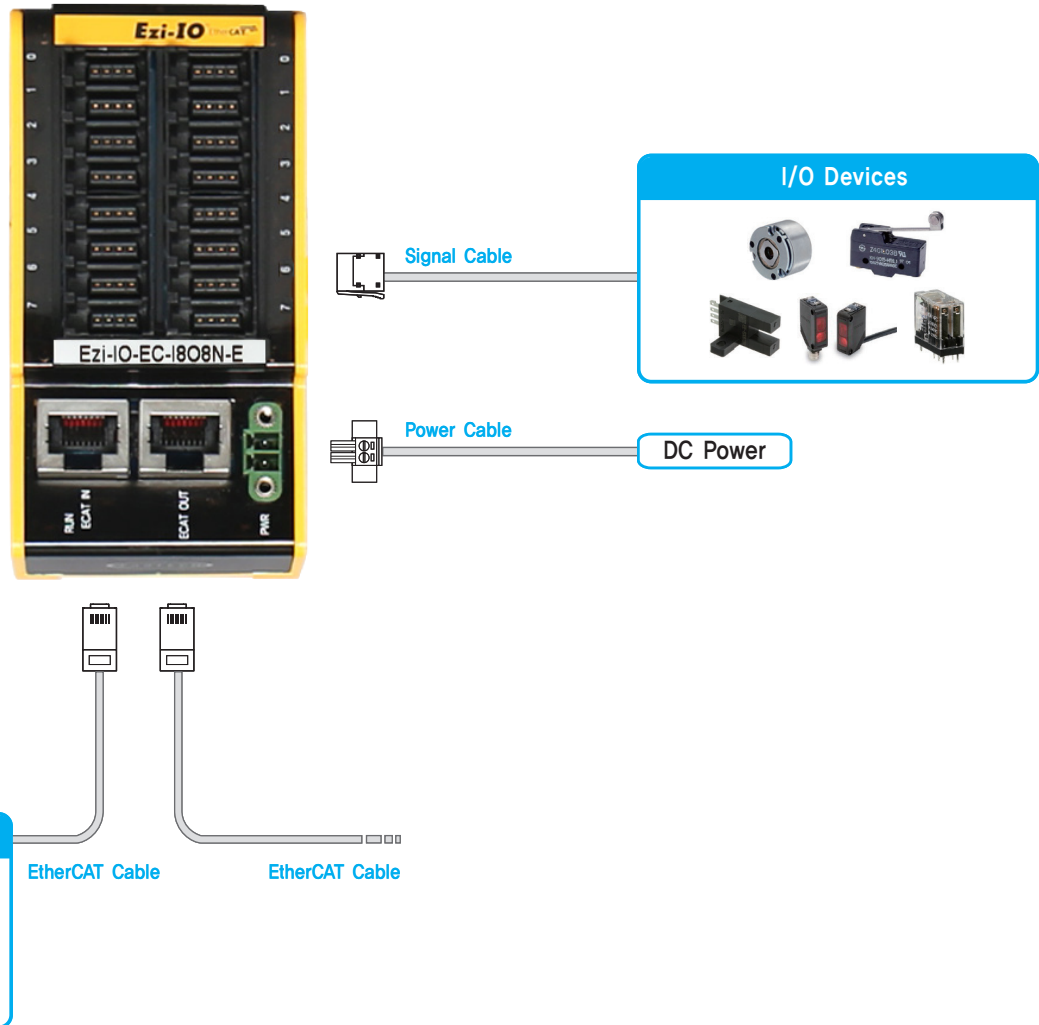 Ezi-IO EtherCAT
0 0
1 1
2 2
3 3
4 4
5 5
6 6
7 7
Ezi-IO-EC-I8O8N-E
RUN
ECAT IN
ECAT OUT
PWR
Signal Cable
I/O Devices
Power Cable
DC Power
EtherCAT Cable
EtherCAT Cable